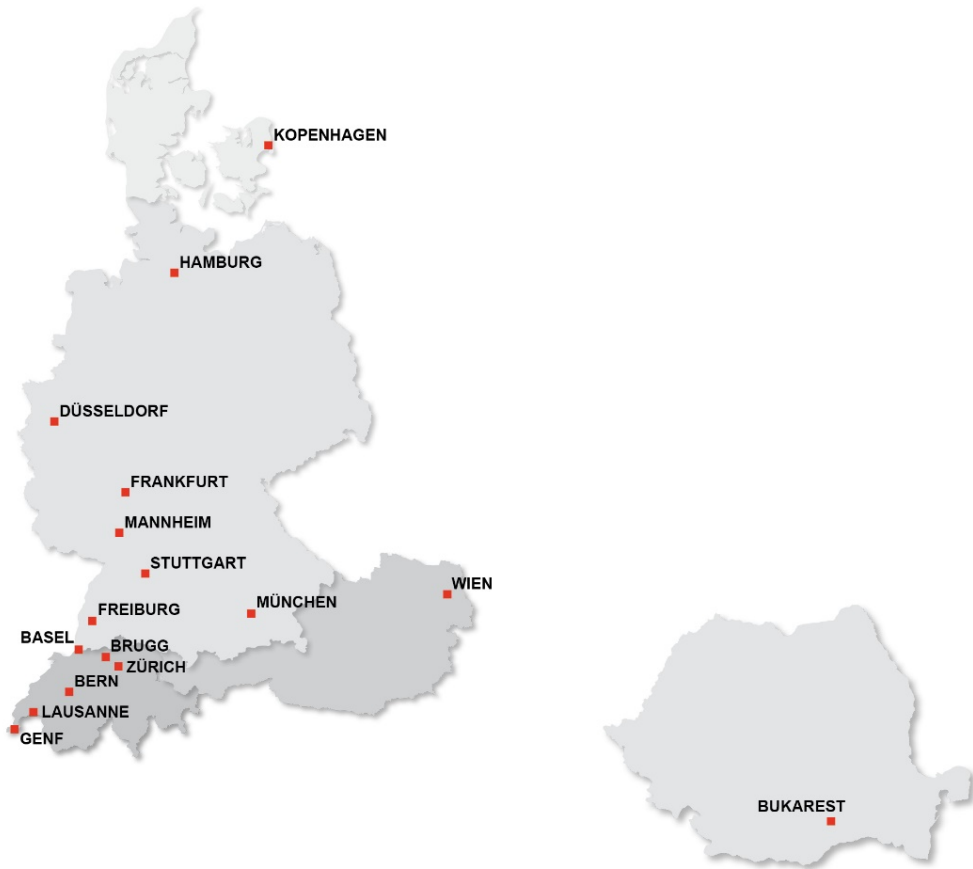 KOPENHAGEN
HAMBURG
DÜSSELDORF
FRANKFURT
MANNHEIM
STUTTGART
WIEN
MÜNCHEN
FREIBURG
BASEL
BRUGG
ZÜRICH
BERN
LAUSANNE
GENF
BUKAREST